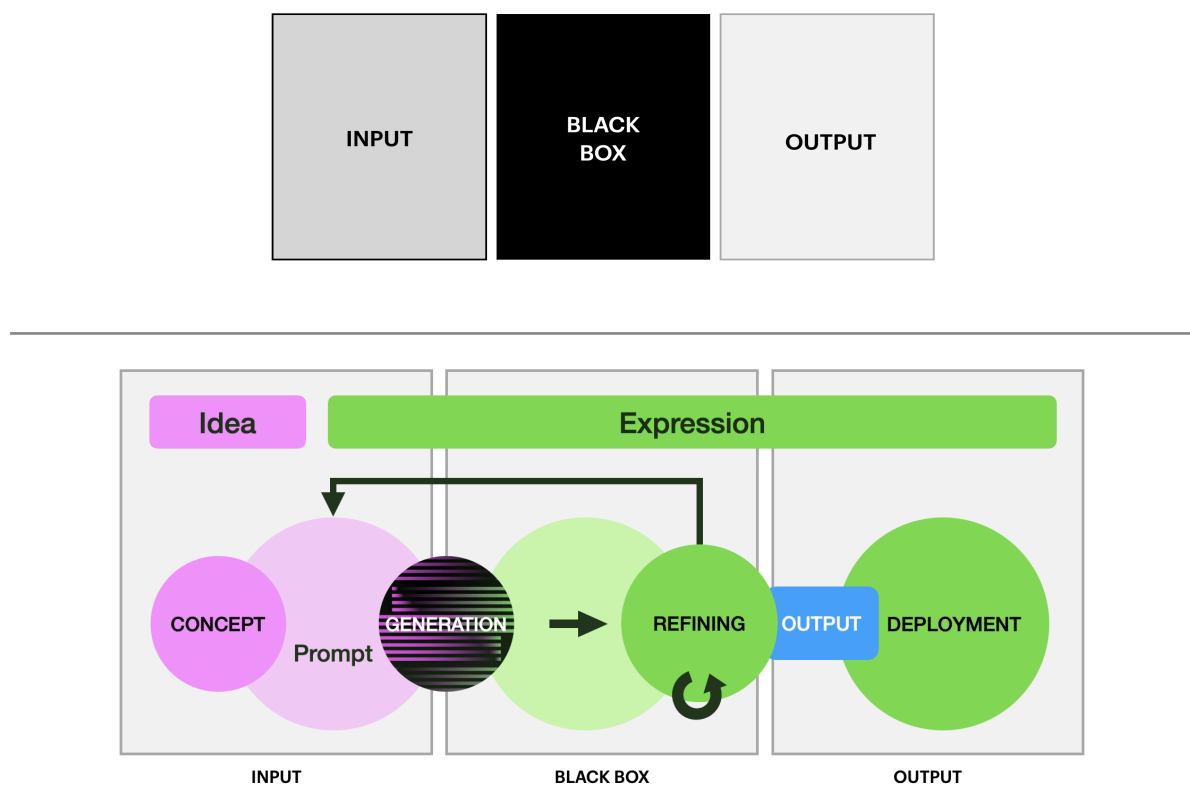 INPUT
BLACK
BOX
OUTPUT
Idea
Expression
CONCEPT
Prompt
GENERATION
REFINING
OUTPUT
DEPLOYMENT
INPUT
BLACK BOX
OUTPUT